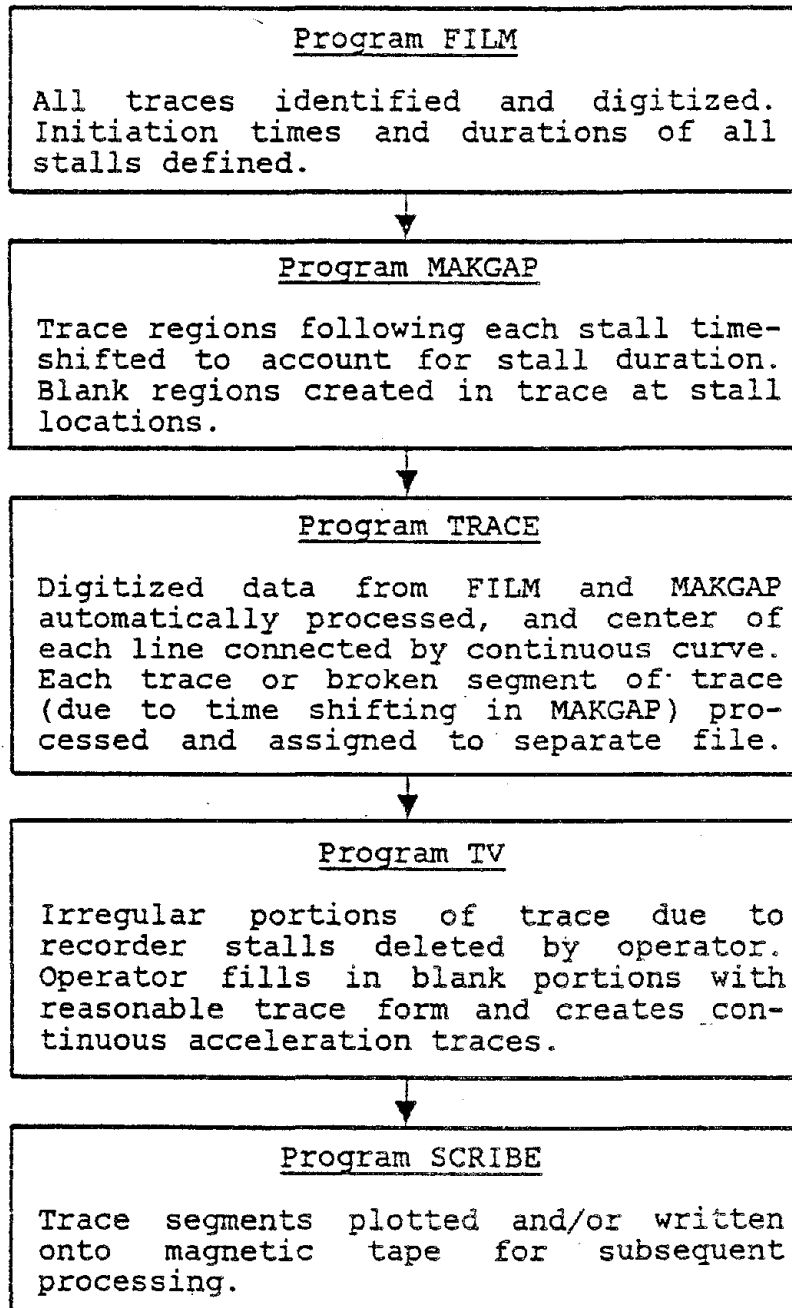 Program FILM
All traces identified and digitized.
Initiation times and durations of all
stalls defined.
Program MAKGAP
Trace regions following each stall time-
shifted to account for stall duration.
Blank regions created in trace at stall
locations.
Program TRACE
Digitized data from FILM and MAKGAP
automatically processed, and center of
each line connected by continuous curve.
Each trace or broken segment of trace
(due to time shifting in MAKGAP) pro-
cessed and assigned to separate file.
Program TV
Irregular portions of trace due to
recorder stalls deleted by operator.
Operator fills in blank portions with
reasonable trace form and creates con-
tinuous acceleration traces.
Program SCRIBE
Trace segments plotted and/or written
onto magnetic tape for subsequent
processing.